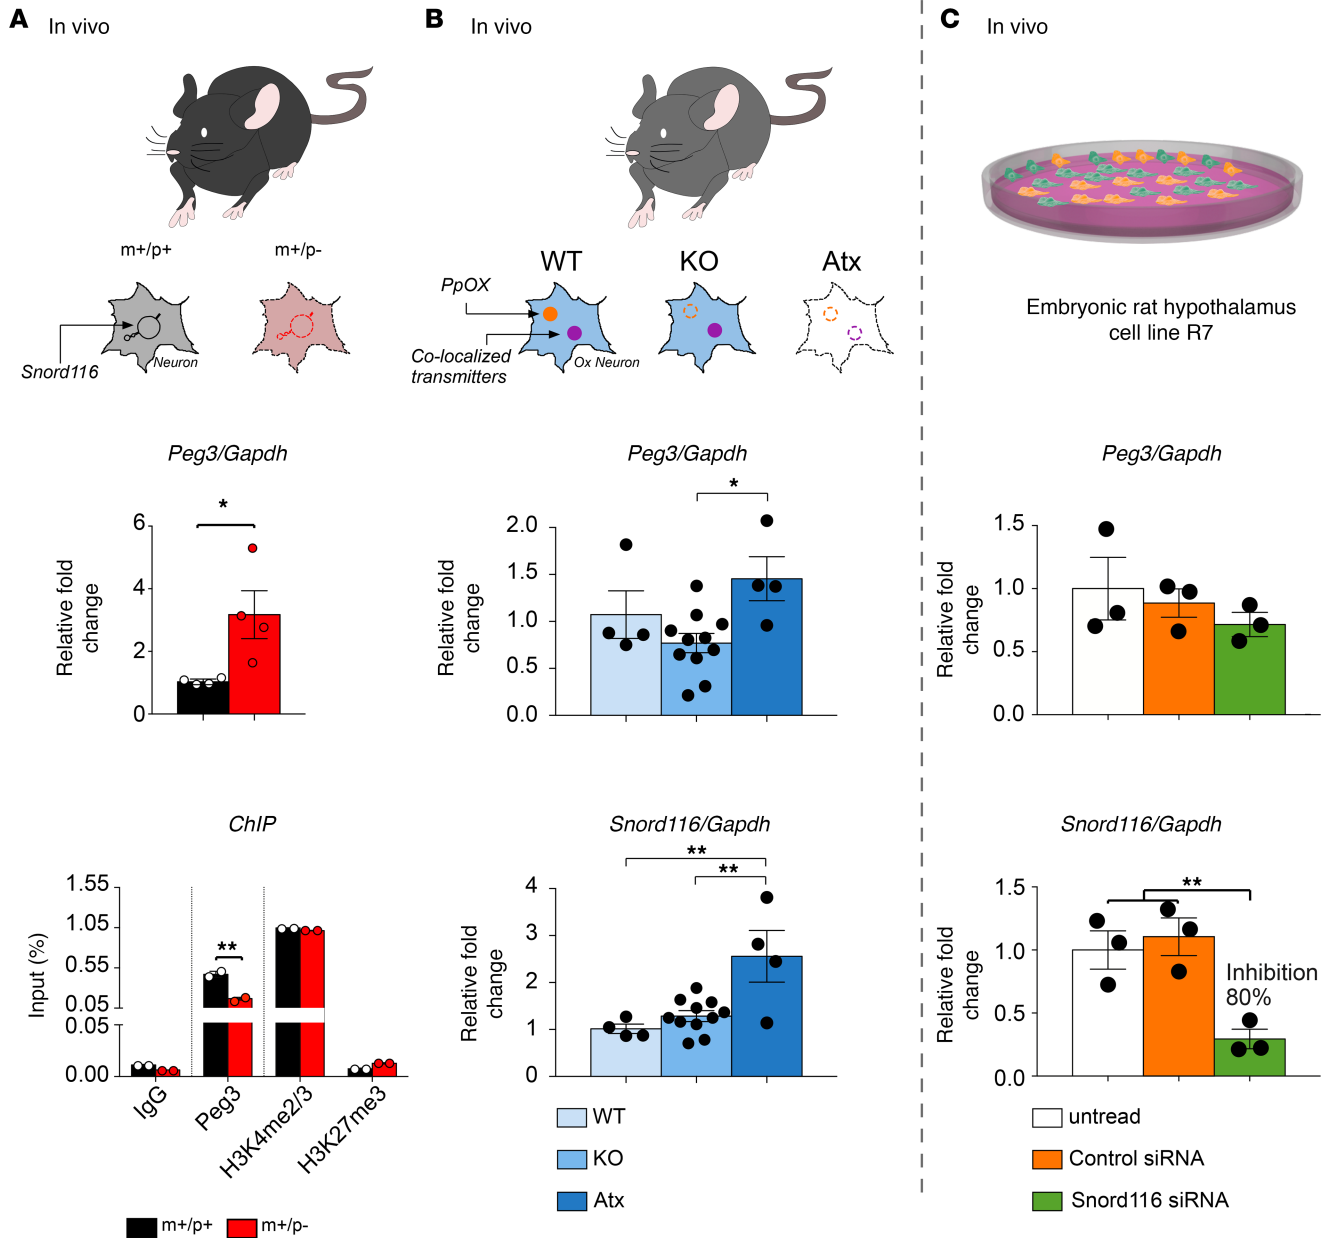 A In vivo
m+/p+ m+/p-
Snord116
Neuron
Peg3/Gapdh
*
Relative fold
change
6
4
2
0
ChIP
**
Input (%)
1.55
1.05
0.55
0.05
0.05
0.00
IgG Peg3 H3K4me2/3 H3K27me3
m+/p+ m+/p-
B In vivo
WT KO Atx
PpOX
Co-localized
transmitters
Ox Neuron
Peg3/Gapdh
*
Relative fold
change
2.0
1.5
1.0
0.5
0.0
Snord116/Gapdh
**
**
Relative fold
change
4
3
2
1
0
WT
KO
Atx
C In vivo
Embryonic rat hypothalamus
cell line R7
Peg3/Gapdh
Relative fold
change
1.5
1.0
0.5
0.0
Snord116/Gapdh
**
Relative fold
change
1.5
1.0
0.5
0.0
Inhibition
80%
untread
Control siRNA
Snord116 siRNA